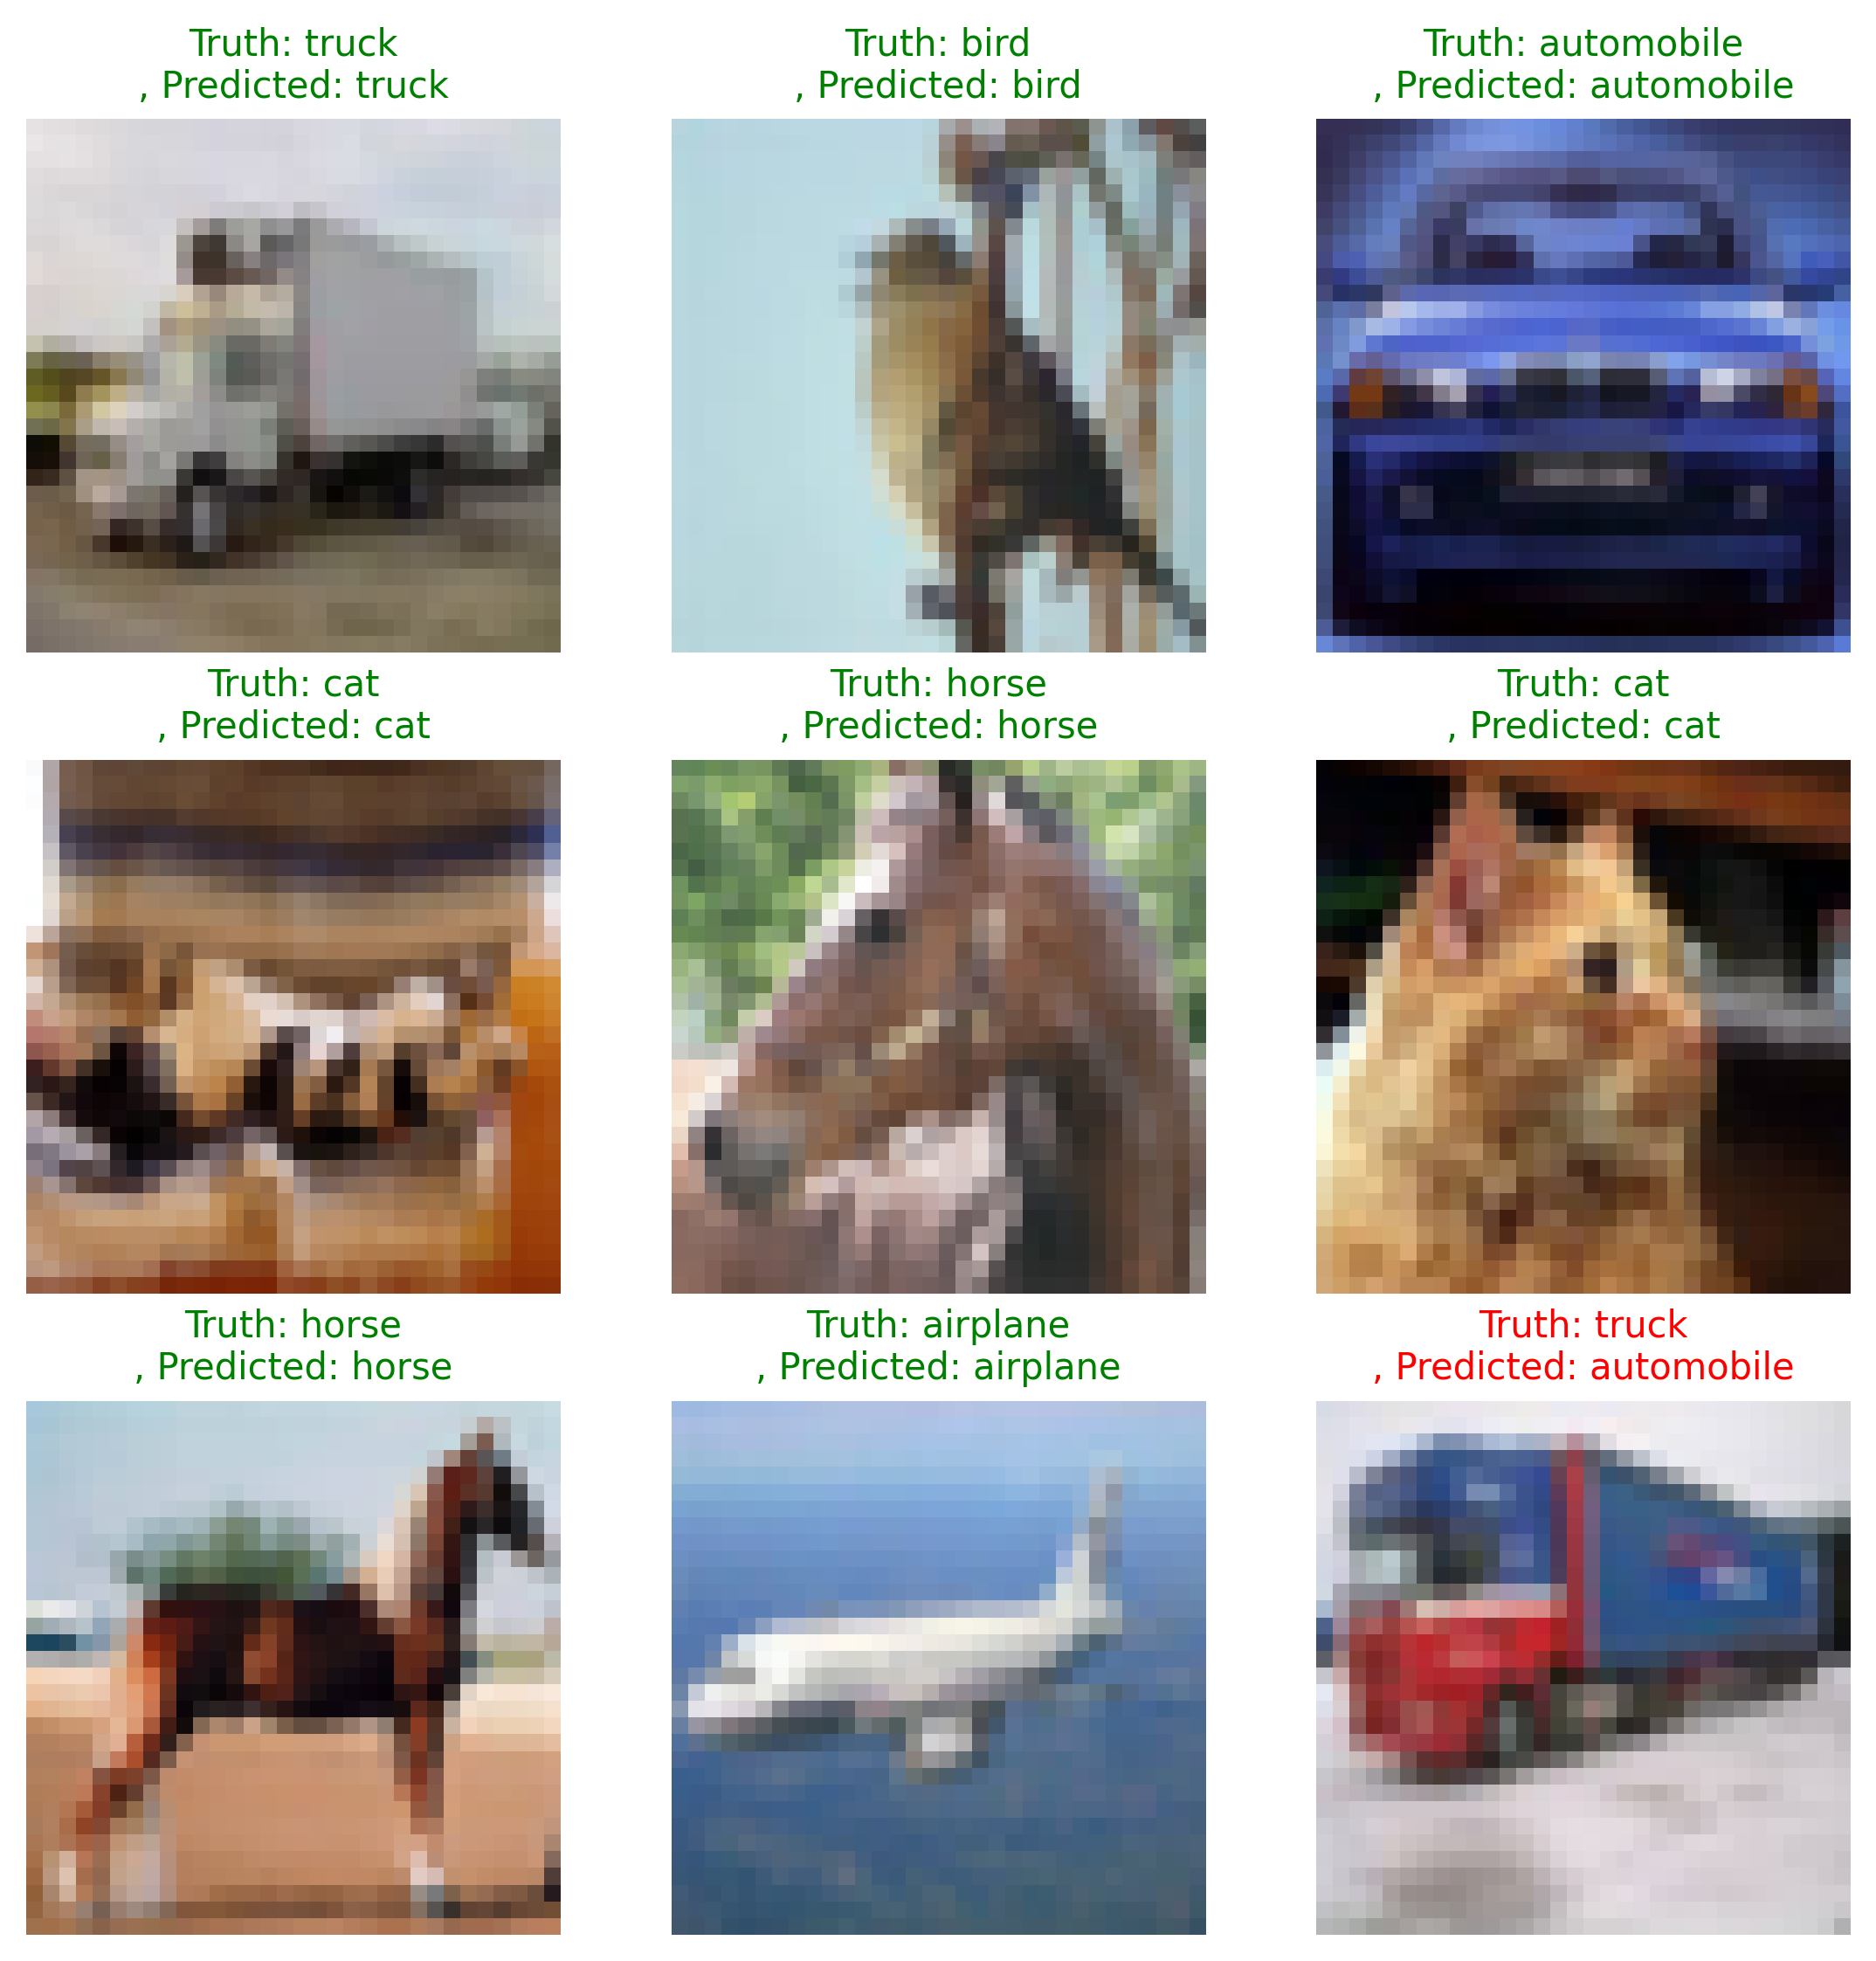 Truth: truck
, Predicted: truck
Truth: bird
, Predicted: bird
Truth: automobile
, Predicted: automobile
Truth: cat
, Predicted: cat
Truth: horse
, Predicted: horse
Truth: cat
, Predicted: cat
Truth: horse
, Predicted: horse
Truth: airplane
, Predicted: airplane
Truth: truck
, Predicted: automobile